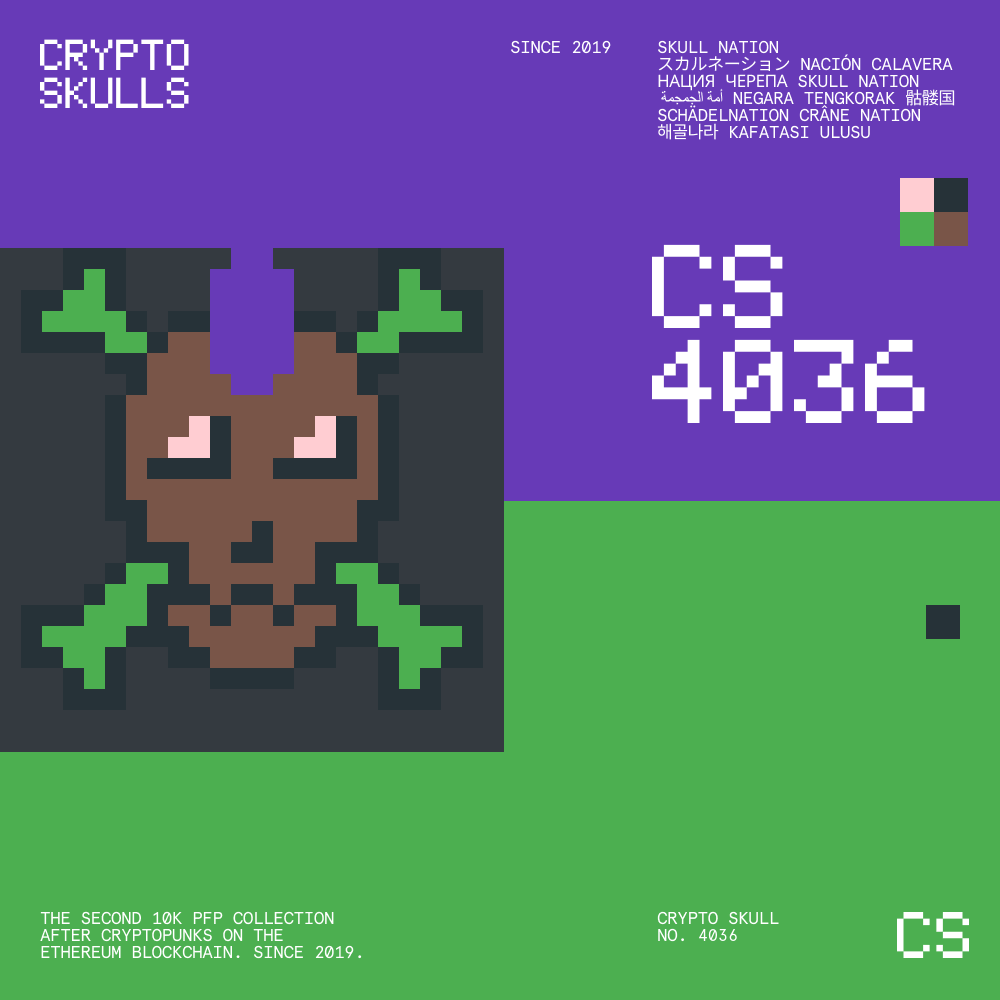 CRYPTO
SKULLS
SINCE 2019
SKULL NATION
スカルネーション NACIÓN CALAVERA
НАЦИЯ ЧЕРЕПА SKULL NATION
أمة الجمجمة NEGARA TENGKORAK 骷髅国
SCHÄDELNATION CRÂNE NATION
해골나라 KAFATASI ULUSU
CS
4036
THE SECOND 10K PFP COLLECTION
AFTER CRYPTOPUNKS ON THE
ETHEREUM BLOCKCHAIN. SINCE 2019.
CRYPTO SKULL
NO. 4036
CS